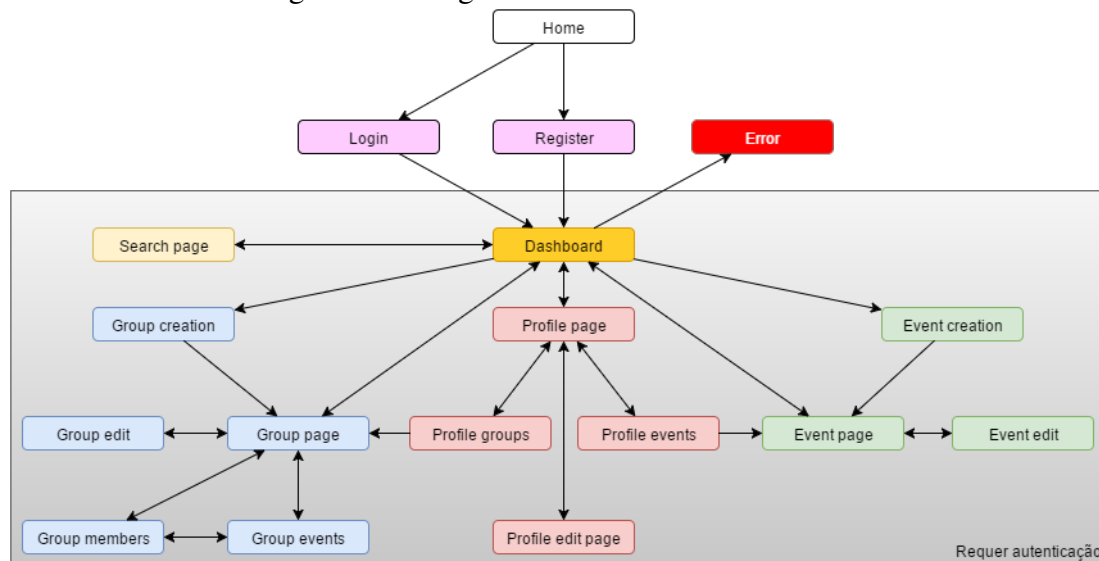 Home
Login
Register
Error
Search page
Dashboard
Group creation
Profile page
Event creation
Group edit
Group page
Profile groups
Profile events
Event page
Event edit
Group members
Group events
Profile edit page
Requer autenticação